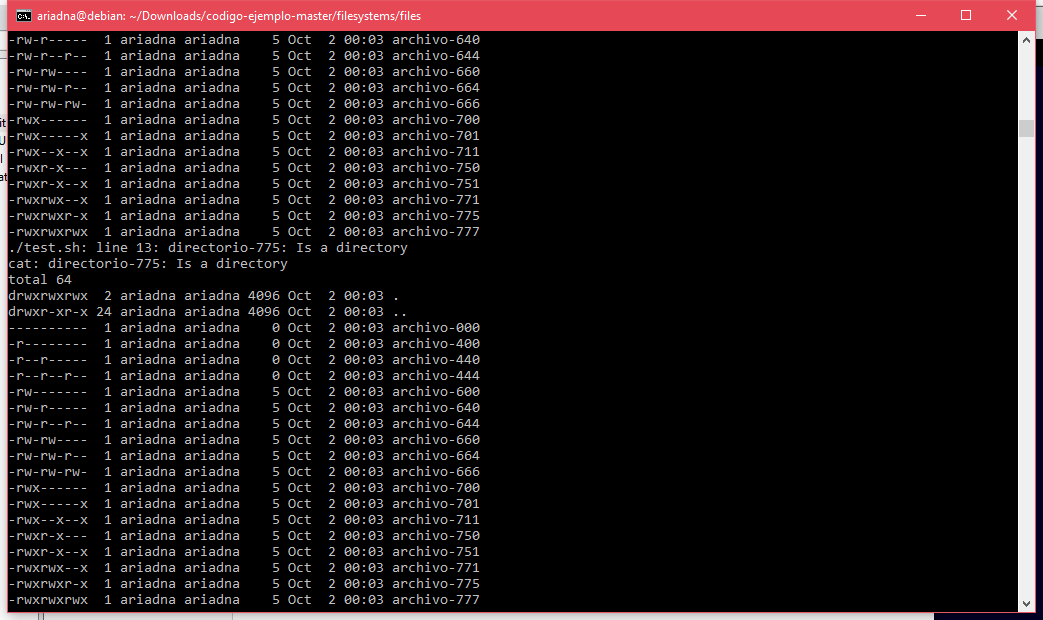 ariadna@debian: ~/Downloads/codigo-ejemplo-master/filesystems/files
-rw-r-----  1 ariadna ariadna    5 Oct  2 00:03 archivo-640
-rw-r--r--  1 ariadna ariadna    5 Oct  2 00:03 archivo-644
-rw-rw----  1 ariadna ariadna    5 Oct  2 00:03 archivo-660
-rw-rw-r--  1 ariadna ariadna    5 Oct  2 00:03 archivo-664
-rw-rw-rw-  1 ariadna ariadna    5 Oct  2 00:03 archivo-666
-rwx------  1 ariadna ariadna    5 Oct  2 00:03 archivo-700
-rwx-----x  1 ariadna ariadna    5 Oct  2 00:03 archivo-701
-rwx--x--x  1 ariadna ariadna    5 Oct  2 00:03 archivo-711
-rwxr-x---  1 ariadna ariadna    5 Oct  2 00:03 archivo-750
-rwxr-x--x  1 ariadna ariadna    5 Oct  2 00:03 archivo-751
-rwxrwx--x  1 ariadna ariadna    5 Oct  2 00:03 archivo-771
-rwxrwxr-x  1 ariadna ariadna    5 Oct  2 00:03 archivo-775
-rwxrwxrwx  1 ariadna ariadna    5 Oct  2 00:03 archivo-777
./test.sh: line 13: directorio-775: Is a directory
cat: directorio-775: Is a directory
total 64
drwxrwxrwx  2 ariadna ariadna 4096 Oct  2 00:03 .
drwxr-xr-x 24 ariadna ariadna 4096 Oct  2 00:03 ..
----------  1 ariadna ariadna    0 Oct  2 00:03 archivo-000
-r--------  1 ariadna ariadna    0 Oct  2 00:03 archivo-400
-r--r-----  1 ariadna ariadna    0 Oct  2 00:03 archivo-440
-r--r--r--  1 ariadna ariadna    0 Oct  2 00:03 archivo-444
-rw-------  1 ariadna ariadna    5 Oct  2 00:03 archivo-600
-rw-r-----  1 ariadna ariadna    5 Oct  2 00:03 archivo-640
-rw-r--r--  1 ariadna ariadna    5 Oct  2 00:03 archivo-644
-rw-rw----  1 ariadna ariadna    5 Oct  2 00:03 archivo-660
-rw-rw-r--  1 ariadna ariadna    5 Oct  2 00:03 archivo-664
-rw-rw-rw-  1 ariadna ariadna    5 Oct  2 00:03 archivo-666
-rwx------  1 ariadna ariadna    5 Oct  2 00:03 archivo-700
-rwx-----x  1 ariadna ariadna    5 Oct  2 00:03 archivo-701
-rwx--x--x  1 ariadna ariadna    5 Oct  2 00:03 archivo-711
-rwxr-x---  1 ariadna ariadna    5 Oct  2 00:03 archivo-750
-rwxr-x--x  1 ariadna ariadna    5 Oct  2 00:03 archivo-751
-rwxrwx--x  1 ariadna ariadna    5 Oct  2 00:03 archivo-771
-rwxrwxr-x  1 ariadna ariadna    5 Oct  2 00:03 archivo-775
-rwxrwxrwx  1 ariadna ariadna    5 Oct  2 00:03 archivo-777